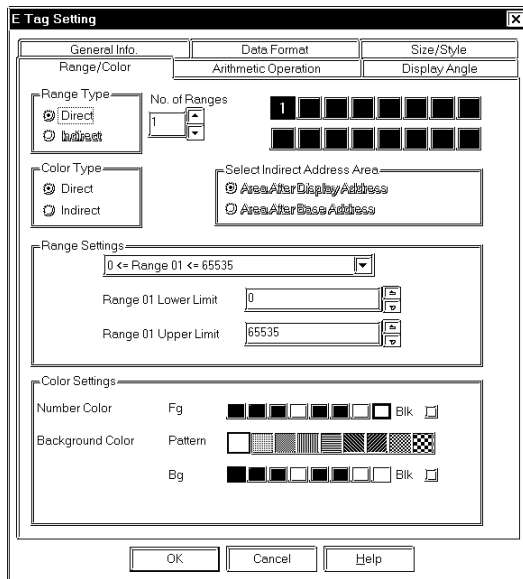 E Tag Setting
General Info. Data Format Size/Style
Range/Color Arithmetic Operation Display Angle
Range Type
Direct
Indirect
No. of Ranges
1
1
Color Type
Direct
Indirect
Select Indirect Address Area
Area After Display Address
Area After Base Address
Range Settings
0 <= Range 01 <= 65535
Range 01 Lower Limit 0
Range 01 Upper Limit 65535
Color Settings
Number Color Fg Blk
Background Color Pattern
Bg Blk
OK Cancel Help